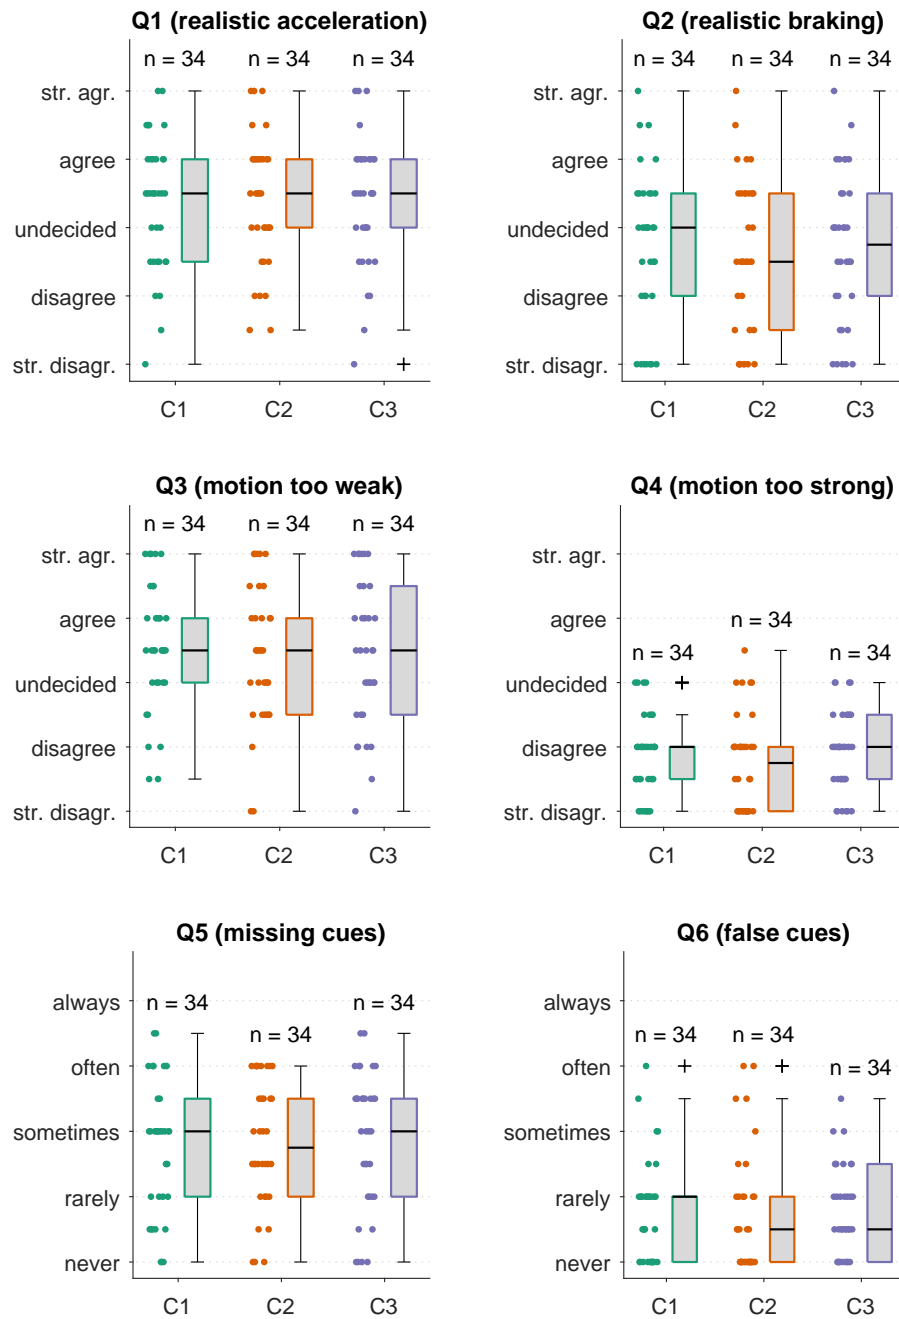 Q1 (realistic acceleration)
n = 34 n = 34 n = 34
str. agr.
agree
undecided
disagree
str. disagr.
C1 C2 C3
Q2 (realistic braking)
n = 34 n = 34 n = 34
str. agr.
agree
undecided
disagree
str. disagr.
C1 C2 C3
Q3 (motion too weak)
n = 34 n = 34 n = 34
str. agr.
agree
undecided
disagree
str. disagr.
C1 C2 C3
Q4 (motion too strong)
str. agr.
agree
n = 34
n = 34 n = 34
undecided
disagree
str. disagr.
C1 C2 C3
Q5 (missing cues)
always
n = 34 n = 34
n = 34
often
sometimes
rarely
never
C1 C2 C3
Q6 (false cues)
always
n = 34 n = 34
often
n = 34
sometimes
rarely
never
C1 C2 C3